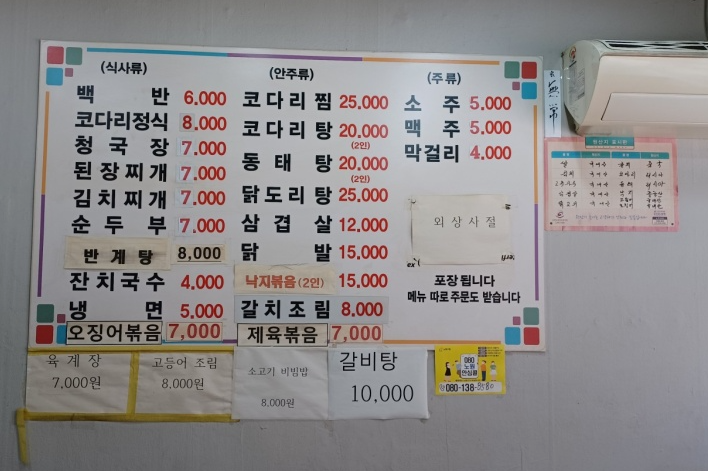 (식사류)
백반 6.000
코다리정식 8.000
청국장 7.000
된장찌개 7.000
김치찌개 7.000
순두부 7.000
반계탕 8,000
잔치국수 4.000
냉면 5.000
오징어볶음 7,000
(안주류)
코다리찜 25.000
코다리탕 20.000
(2인)
동태탕 20.000
(2인)
닭도리탕 25.000
삼겹살 12.000
닭발 15.000
낙지볶음(2인) 15.000
갈치조림 8.000
제육볶음 7,000
(주류)
소주 5.000
맥주 5.000
막걸리 4.000
외상사절
포장 됩니다
메뉴 따로 주문도 받습니다
육계장
7.000원
고등어 조림
8.000원
소고기 비빔밥
8.000원
갈비탕
10,000
080
노원
안심콜
080-138-